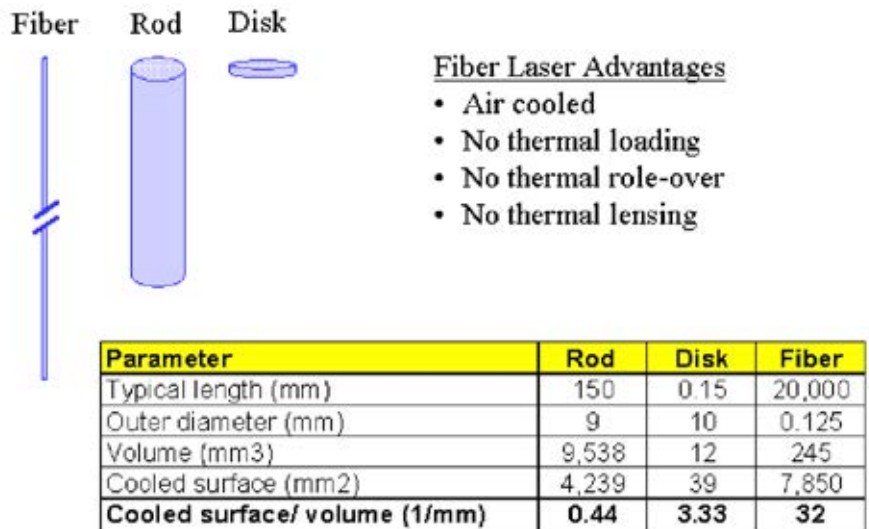 Fiber Rod Disk
Fiber Laser Advantages
• Air cooled
• No thermal loading
• No thermal role-over
• No thermal lensing
Parameter Rod Disk Fiber
Typical length (mm) 150 0.15 20,000
Outer diameter (mm) 9 10 0.125
Volume (mm3) 9,538 12 245
Cooled surface (mm2) 4,239 39 7,850
Cooled surface/ volume (1/mm) 0.44 3.33 32